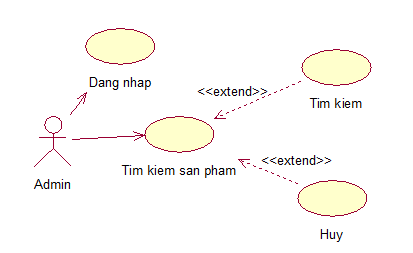 Dang nhap
<<extend>>
Tim kiem
Admin
Tim kiem san pham
<<extend>>
Huy